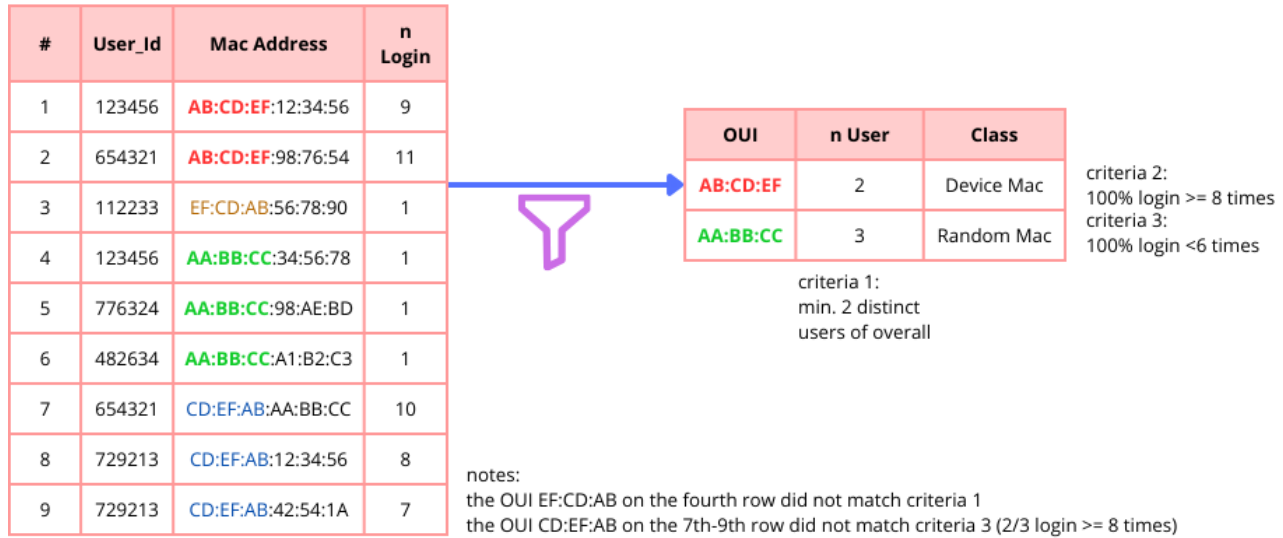 # User_Id Mac Address n Login
1 123456 AB:CD:EF:12:34:56 9
2 654321 AB:CD:EF:98:76:54 11
3 112233 EF:CD:AB:56:78:90 1
4 123456 AA:BB:CC:34:56:78 1
5 776324 AA:BB:CC:98:AE:BD 1
6 482634 AA:BB:CC:A1:B2:C3 1
7 654321 CD:EF:AB:AA:BB:CC 10
8 729213 CD:EF:AB:12:34:56 8
9 729213 CD:EF:AB:42:54:1A 7
OUI n User Class
AB:CD:EF 2 Device Mac
AA:BB:CC 3 Random Mac
criteria 2:
100% login >= 8 times
criteria 3:
100% login <6 times
criteria 1:
min. 2 distinct
users of overall
notes:
the OUI EF:CD:AB on the fourth row did not match criteria 1
the OUI CD:EF:AB on the 7th-9th row did not match criteria 3 (2/3 login >= 8 times)